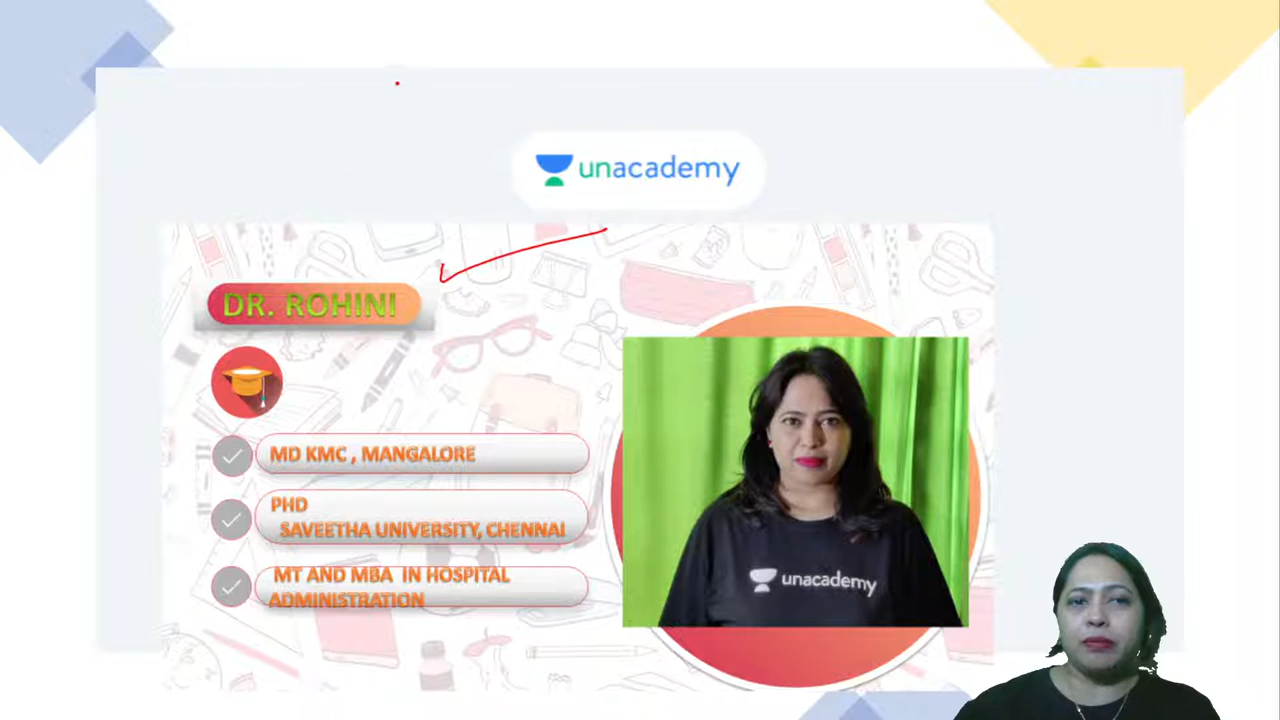 unacademy
DR. ROHINI
MD KMC , MANGALORE
PHD
SAVEETHA UNIVERSITY, CHENNAI
MT AND MBA IN HOSPITAL
ADMINISTRATION
unacademy